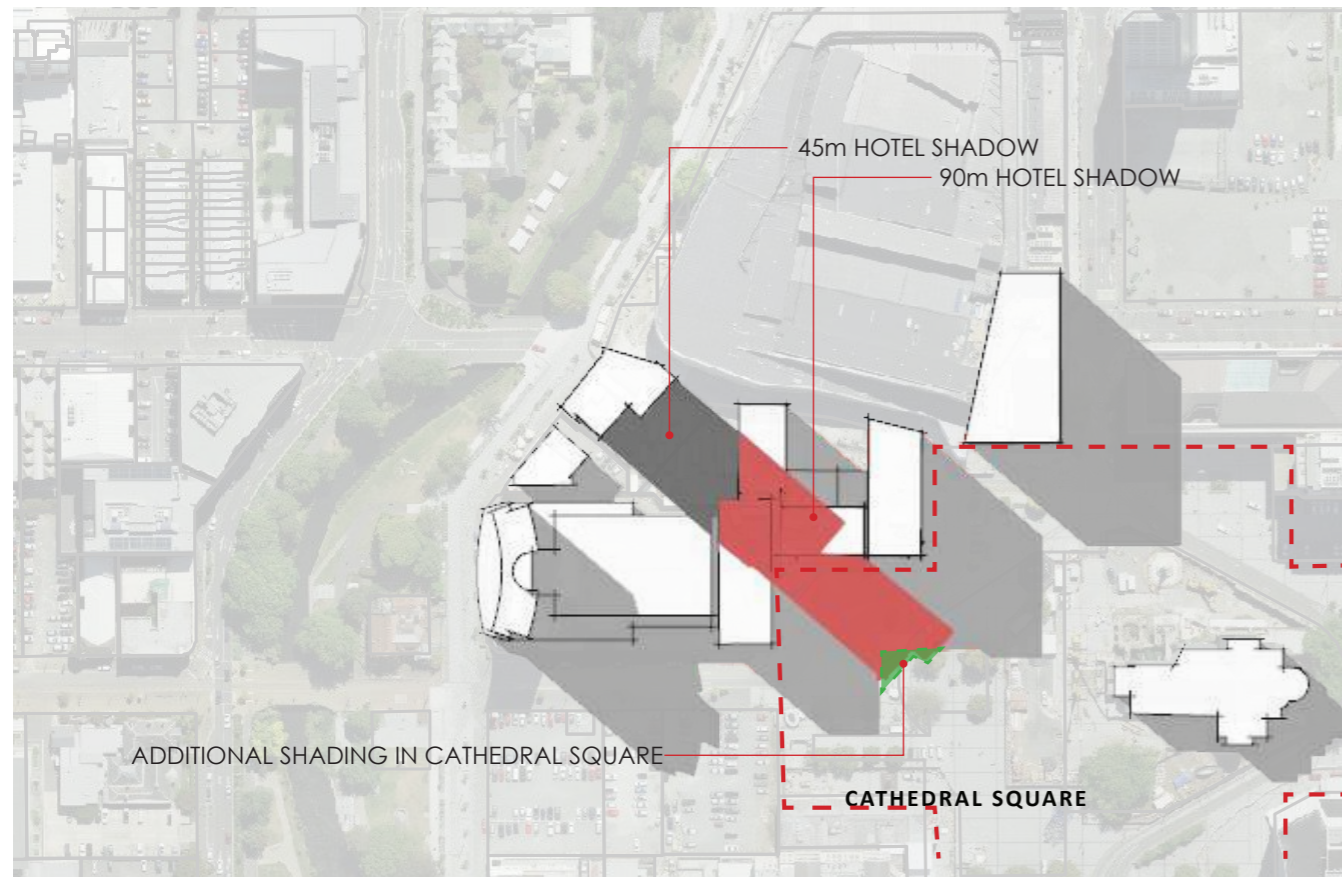 45m HOTEL SHADOW
90m HOTEL SHADOW
ADDITIONAL SHADING IN CATHEDRAL SQUARE
CATHEDRAL SQUARE